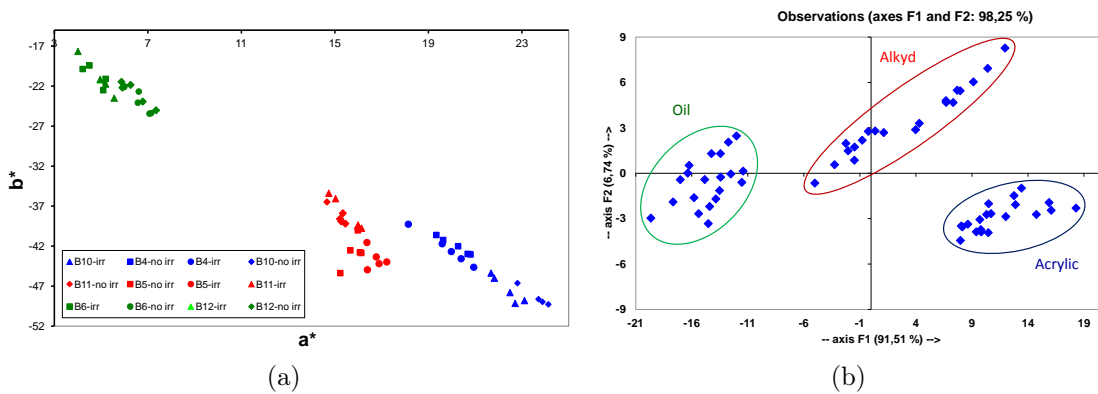 -17
-22
-27
-32
-37
-42
-47
-52
3 7 11 15 19 23
b*
a*
B10-irr B4-no irr B4-irr B10-no irr
B11-no irr B5-no irr B5-irr B11-irr
B6-irr B6-no irr B12-irr B12-no irr
(a)
Observations (axes F1 and F2: 98,25 %)
9
6
3
0
-3
-6
-9
-21 -16 -11 -6 -1 4 9 14 19
-- axis F2 (6,74 %) -->
-- axis F1 (91,51 %) -->
Oil
Alkyd
Acrylic
(b)